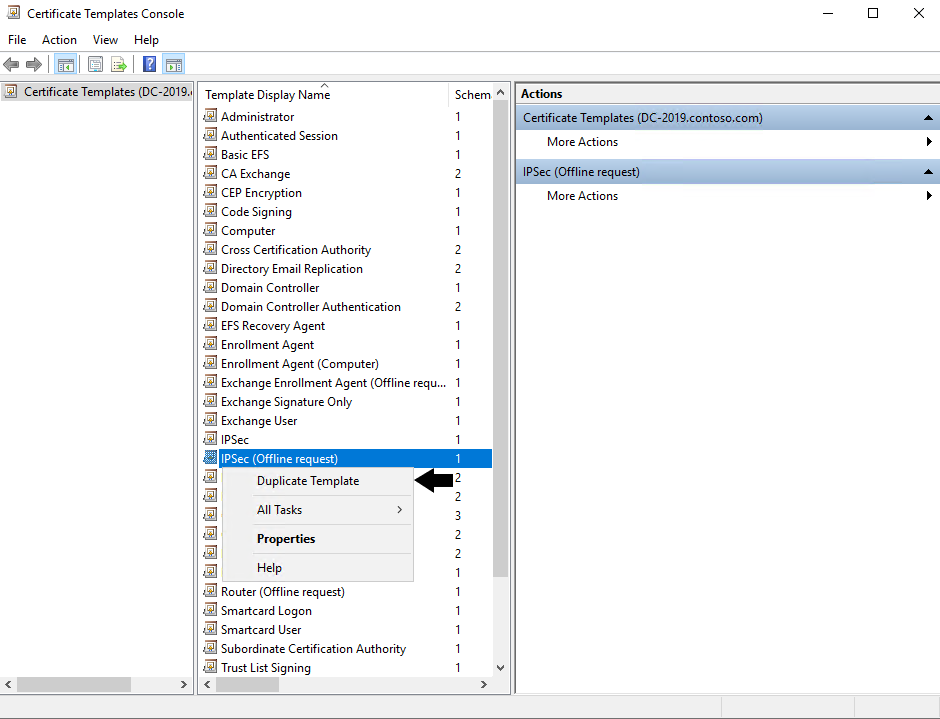 Certificate Templates Console
File Action View Help
Certificate Templates (DC-2019.
Template Display Name Schem
Administrator 1
Authenticated Session 1
Basic EFS 1
CA Exchange 2
CEP Encryption 1
Code Signing 1
Computer 1
Cross Certification Authority 2
Directory Email Replication 2
Domain Controller 1
Domain Controller Authentication 2
EFS Recovery Agent 1
Enrollment Agent 1
Enrollment Agent (Computer) 1
Exchange Enrollment Agent (Offline requ... 1
Exchange Signature Only 1
Exchange User 1
IPSec 1
IPSec (Offline request) 1
Duplicate Template 2
2
All Tasks 3
Properties 2
2
Help 1
Router (Offline request) 1
Smartcard Logon 1
Smartcard User 1
Subordinate Certification Authority 1
Trust List Signing 1
Actions
Certificate Templates (DC-2019.contoso.com)
More Actions
IPSec (Offline request)
More Actions